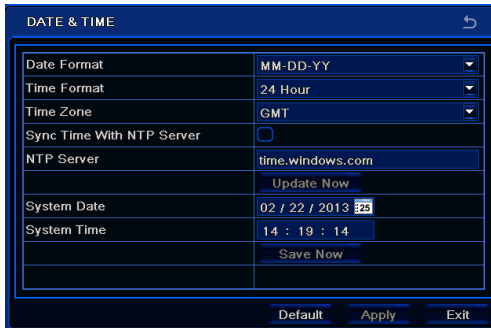 DATE & TIME
Date Format MM-DD-YY
Time Format 24 Hour
Time Zone GMT
Sync Time With NTP Server
NTP Server time.windows.com
Update Now
System Date 02 / 22 / 2013 25
System Time 14 : 19 : 14
Save Now
Default Apply Exit